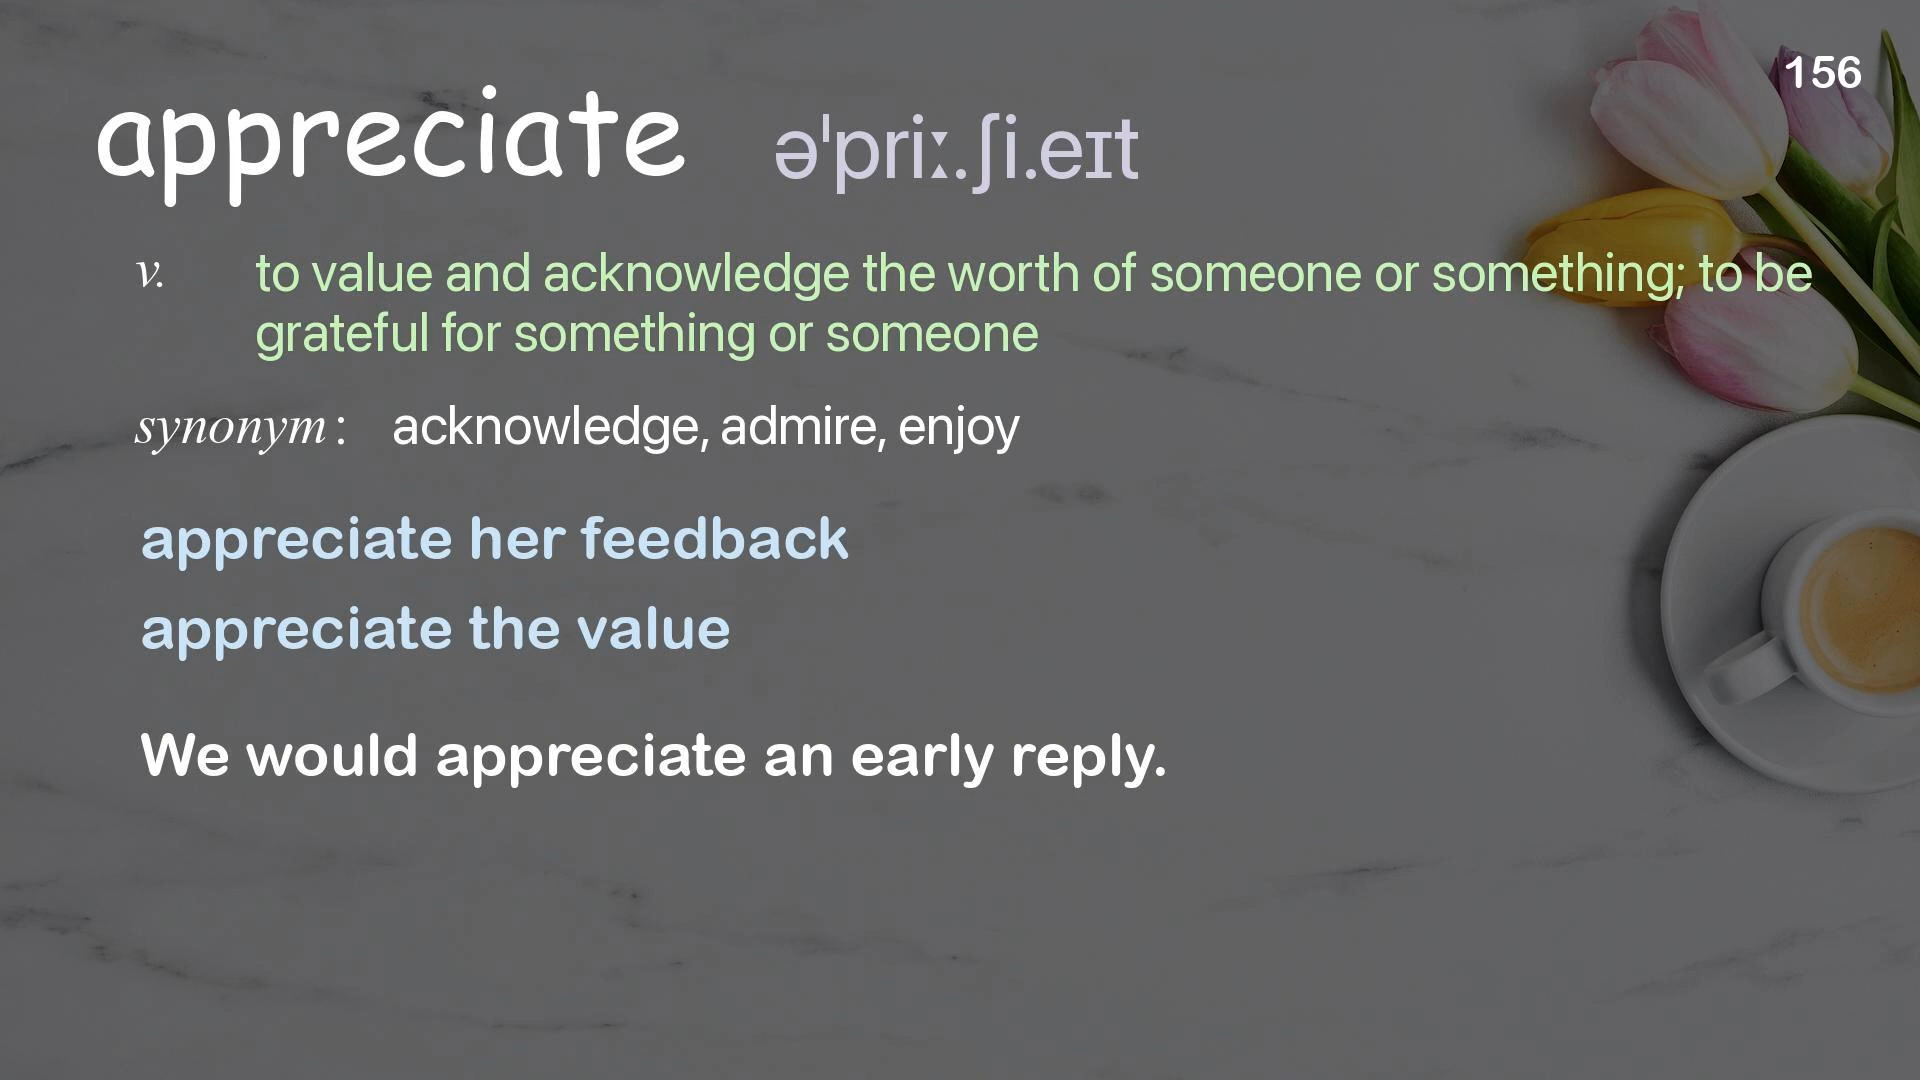 156
appreciate əˈpriː.ʃi.eɪt
v. to value and acknowledge the worth of someone or something; to be
grateful for something or someone
synonym : acknowledge, admire, enjoy
appreciate her feedback
appreciate the value
We would appreciate an early reply.